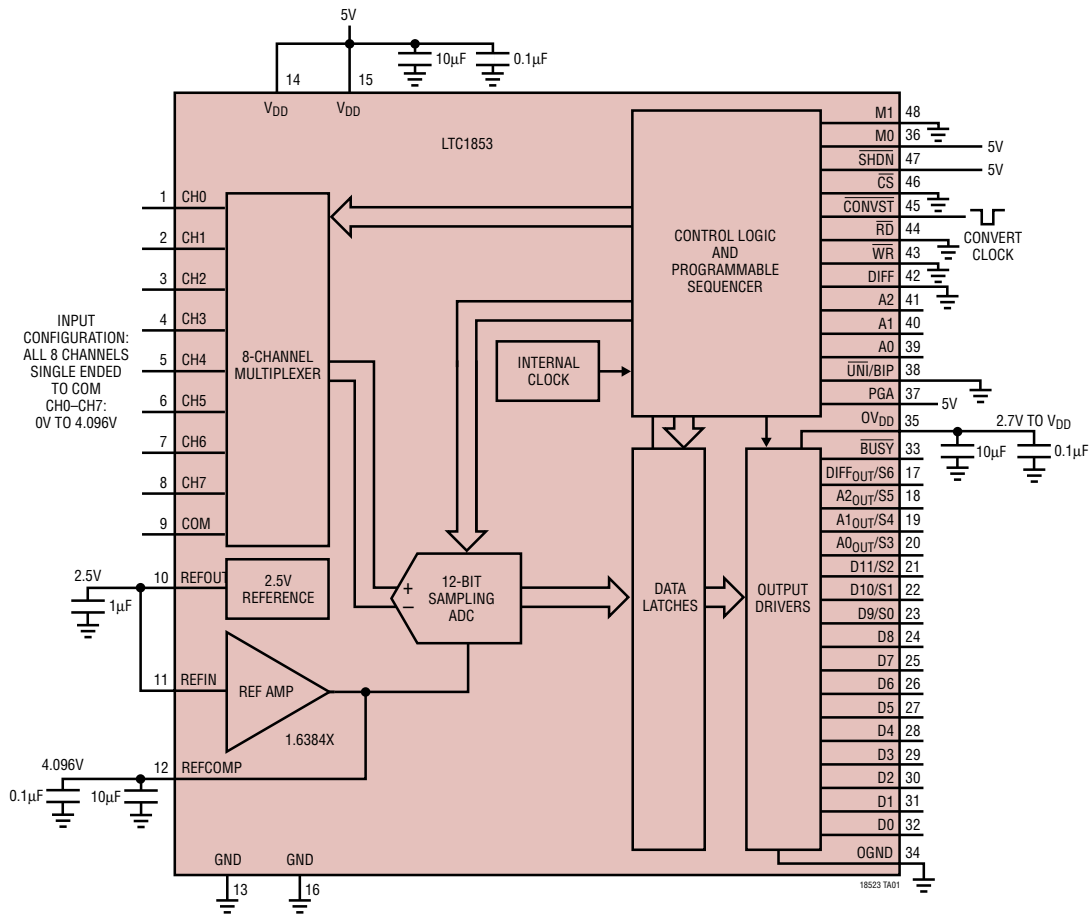 5V
10µF
0.1µF
14
15
VDD
VDD
LTC1853
1 CH0
2 CH1
3 CH2
4 CH3
5 CH4
6 CH5
7 CH6
8 CH7
9 COM
INPUT
CONFIGURATION:
ALL 8 CHANNELS
SINGLE ENDED
TO COM
CH0–CH7:
0V TO 4.096V
8-CHANNEL
MULTIPLEXER
CONTROL LOGIC
AND
PROGRAMMABLE
SEQUENCER
INTERNAL
CLOCK
M1 48
M0 36
5V
SHDN 47
5V
CS 46
CONVST 45
CONVERT
CLOCK
RD 44
WR 43
DIFF 42
A2 41
A1 40
A0 39
UNI/BIP 38
PGA 37
5V
OVDD 35
2.7V TO VDD
10µF
0.1µF
BUSY 33
DIFFOUT/S6 17
A2OUT/S5 18
A1OUT/S4 19
A0OUT/S3 20
D11/S2 21
D10/S1 22
D9/S0 23
D8 24
D7 25
D6 26
D5 27
D4 28
D3 29
D2 30
D1 31
D0 32
OGND 34
2.5V
10 REFOUT
1µF
2.5V
REFERENCE
+
–
12-BIT
SAMPLING
ADC
DATA
LATCHES
OUTPUT
DRIVERS
11 REFIN
REF AMP
1.6384X
4.096V
12 REFCOMP
0.1µF
10µF
GND
GND
13
16
18523 TA01